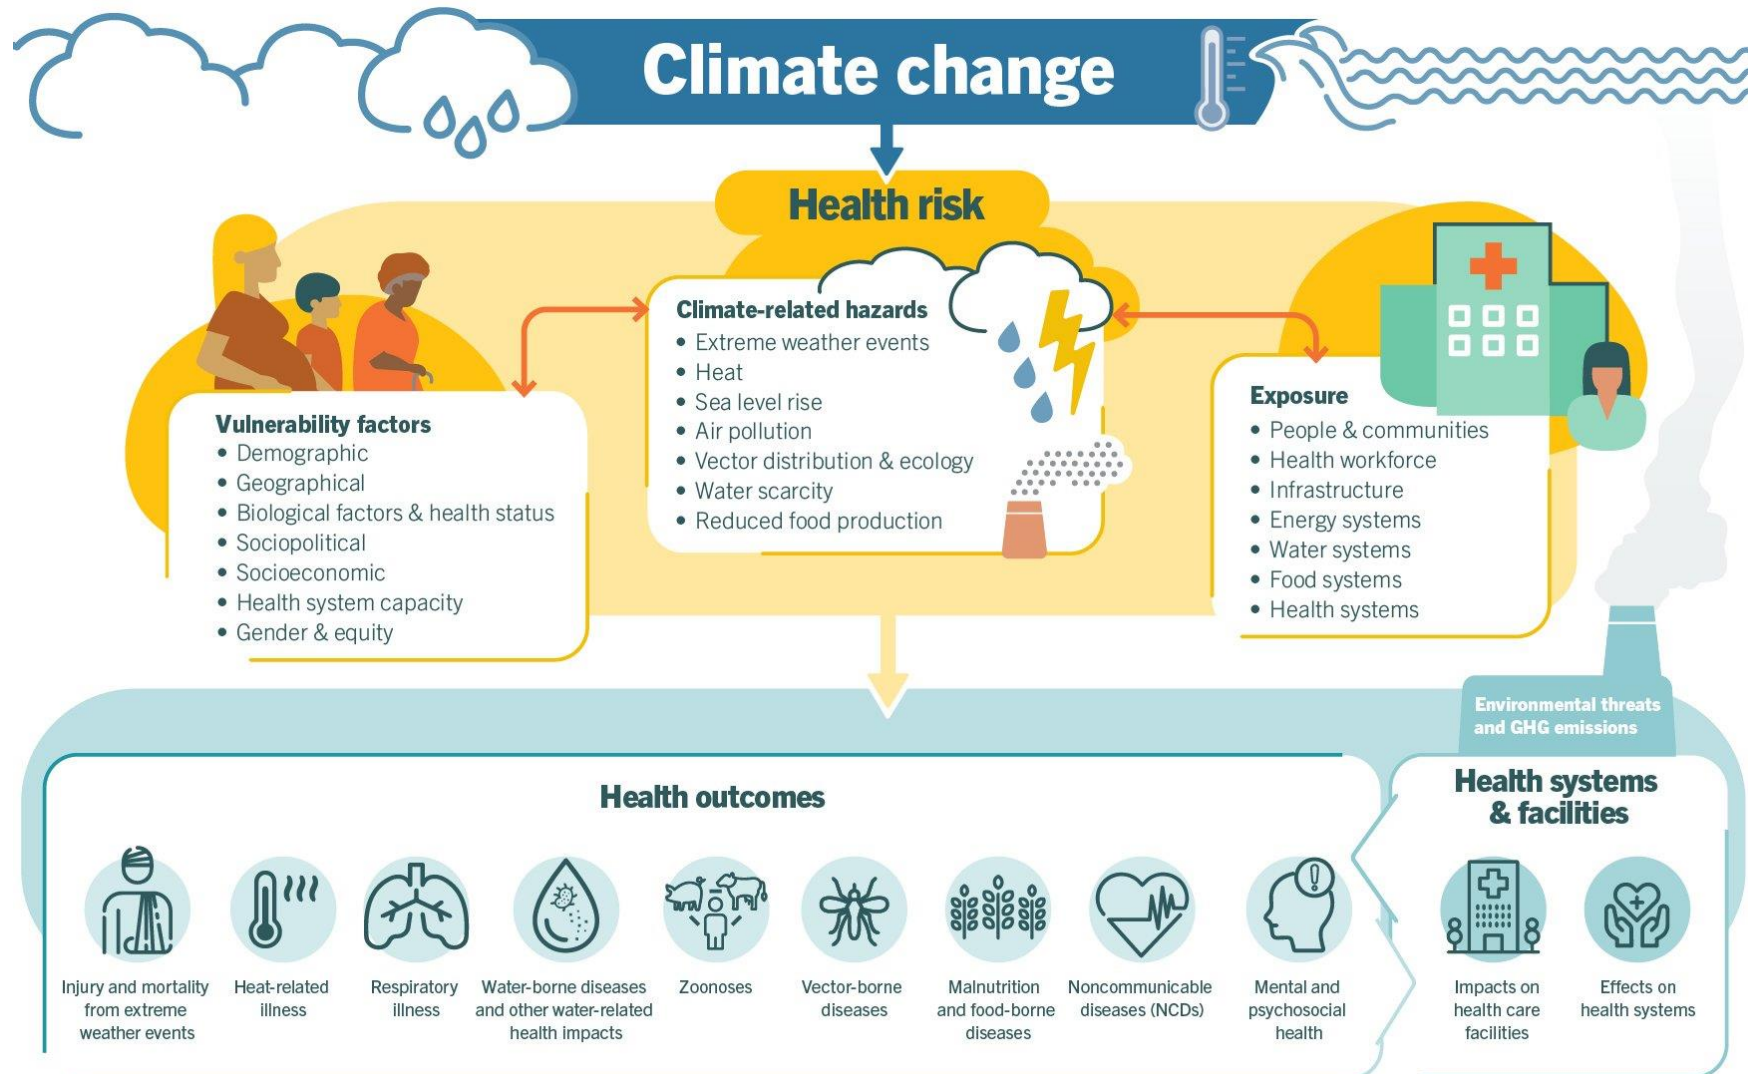 Climate change
Health risk
Climate-related hazards
• Extreme weather events
• Heat
• Sea level rise
• Air pollution
• Vector distribution & ecology
• Water scarcity
• Reduced food production
Vulnerability factors
• Demographic
• Geographical
• Biological factors & health status
• Sociopolitical
• Socioeconomic
• Health system capacity
• Gender & equity
Exposure
• People & communities
• Health workforce
• Infrastructure
• Energy systems
• Water systems
• Food systems
• Health systems
Environmental threats
and GHG emissions
Health outcomes
Injury and mortality
from extreme
weather events
Heat-related
illness
Respiratory
illness
Water-borne diseases
and other water-related
health impacts
Zoonoses
Vector-borne
diseases
Malnutrition
and food-borne
diseases
Noncommunicable
diseases (NCDs)
Mental and
psychosocial
health
Health systems
& facilities
Impacts on
health care
facilities
Effects on
health systems